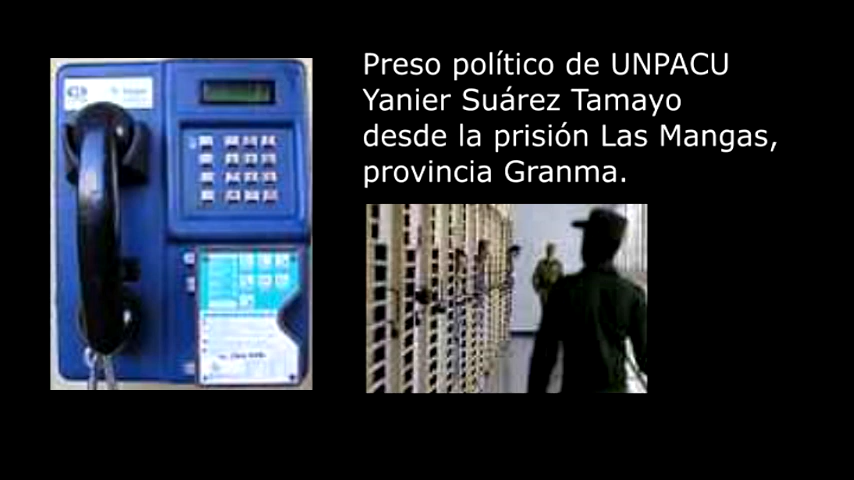 Preso político de UNPACU
Yanier Suárez Tamayo
desde la prisión Las Mangas,
provincia Granma.